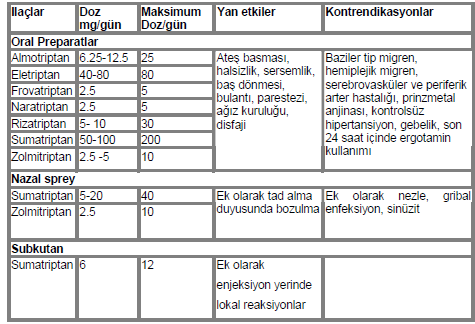 İlaçlar Doz mg/gün Maksimum Doz/gün Yan etkiler Kontrendikasyonlar
Oral Preparatlar
Almotriptan 6.25-12.5 25
Eletriptan 40-80 80
Frovatriptan 2.5 5
Naratriptan 2.5 5
Rizatriptan 5- 10 30
Sumatriptan 50-100 200
Zolmitriptan 2.5 -5 10
Ateş basması,
halsizlik, sersemlik,
baş dönmesi,
bulantı, parestezi,
ağız kuruluğu,
disfaji
Baziler tip migren,
hemiplejik migren,
serebrovasküler ve periferik
arter hastalığı, prinzmetal
anjinası, kontrolsüz
hipertansiyon, gebelik, son
24 saat içinde ergotamin
kullanımı
Nazal sprey
Sumatriptan 5-20 40
Zolmitriptan 2.5 10
Ek olarak tad alma
duyusunda bozulma
Ek olarak nezle, gribal
enfeksiyon, sinüzit
Subkutan
Sumatriptan 6 12
Ek olarak
enjeksiyon yerinde
lokal reaksiyonlar